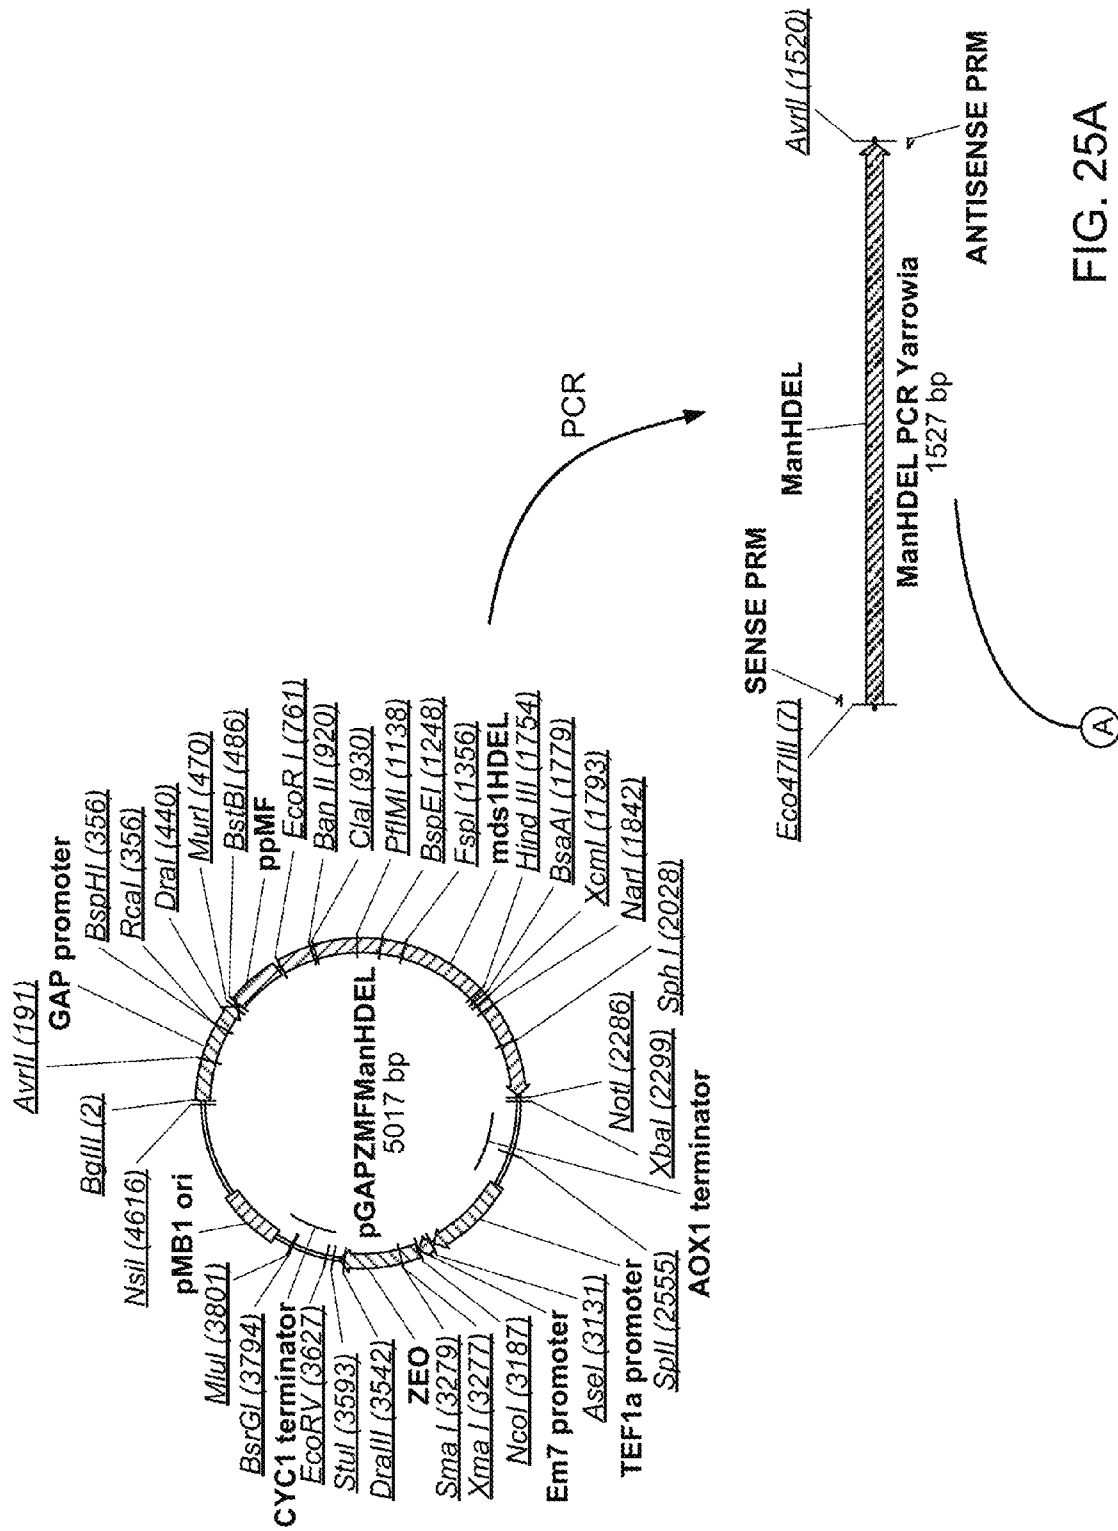 AvrII (191)
GAP promoter
BspHI (356)
RcaI (356)
DraI (440)
MurI (470)
BstBI (486)
ppMF
EcoR I (761)
Ban II (920)
ClaI (930)
PflMI (1138)
BspEI (1248)
FspI (1356)
mds1HDEL
Hind III (1754)
BsaAI (1779)
XcmI (1793)
NarI (1842)
Sph I (2028)
NotI (2286)
XbaI (2299)
AOX1 terminator
SplI (2555)
TEF1a promoter
AseI (3131)
Em7 promoter
NcoI (3187)
Xma I (3277)
Sma I (3279)
ZEO
DraIII (3542)
StuI (3593)
EcoRV (3627)
CYC1 terminator
BsrGI (3794)
MluI (3801)
pMB1 ori
NsiI (4616)
BglII (2)
pGAPZMFManHDEL
5017 bp
PCR
SENSE PRM
Eco47III (7)
ManHDEL
AvrII (1520)
ManHDEL PCR Yarrowia
1527 bp
ANTISENSE PRM
A
FIG. 25A